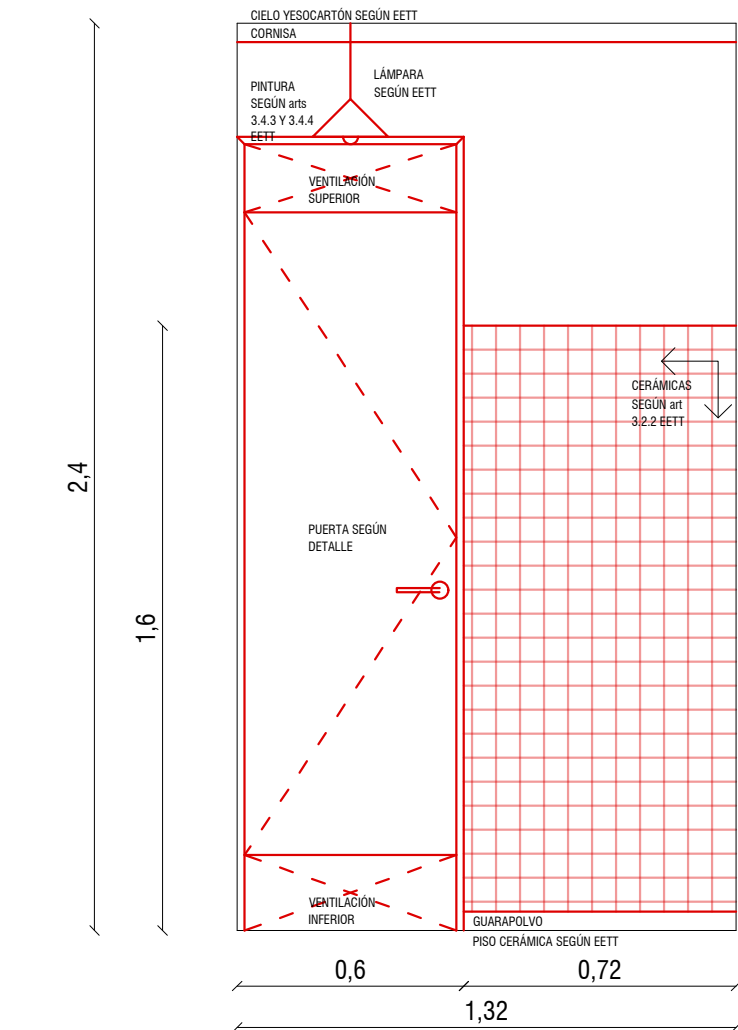 CIELO YESOCARTÓN SEGÚN EETT
CORNISA
LÁMPARA
SEGÚN EETT
PINTURA
SEGÚN arts
3.4.3 Y 3.4.4
EETT
VENTILACIÓN
SUPERIOR
CERÁMICAS
SEGÚN art
3.2.2 EETT
2,4
1,6
PUERTA SEGÚN
DETALLE
VENTILACIÓN
INFERIOR
GUARAPOLVO
PISO CERÁMICA SEGÚN EETT
0,6
0,72
1,32